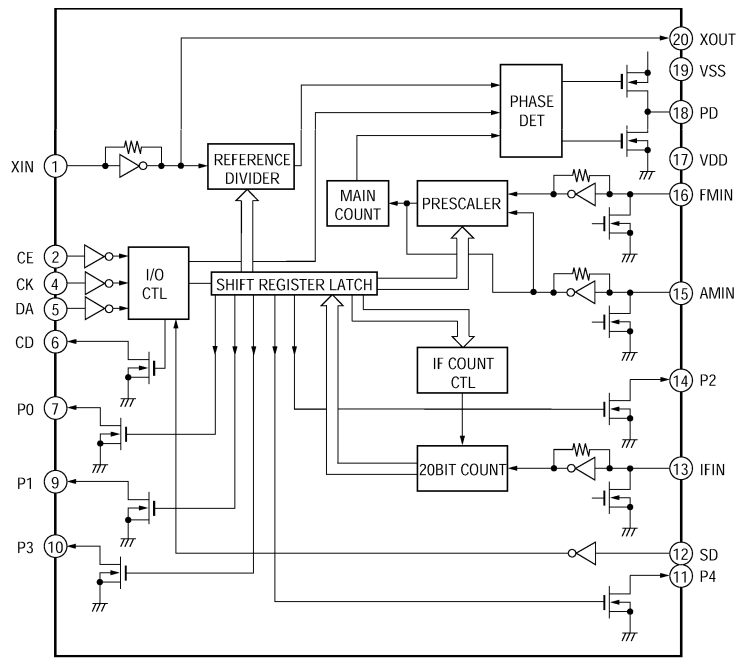 20 XOUT
19 VSS
PHASE
DET
18 PD
17 VDD
XIN 1
REFERENCE
DIVIDER
MAIN
COUNT
PRESCALER
16 FMIN
CE 2
CK 4
DA 5
I/O
CTL
SHIFT REGISTER LATCH
15 AMIN
CD 6
IF COUNT
CTL
14 P2
P0 7
20BIT COUNT
13 IFIN
P1 9
P3 10
12 SD
11 P4